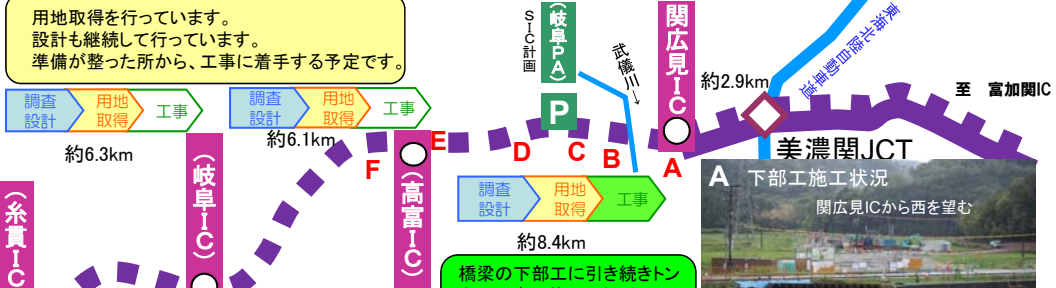 用地取得を行っています。
設計も継続して行っています。
準備が整った所から、工事に着手する予定です。
調査
設計
用地
取得
工事
約6.3km
調査
設計
用地
取得
工事
約6.1km
(糸貫IC
(岐阜IC)
(高富IC)
F
E
D
C
B
A
P
(岐阜PA)
SIC計画
武儀川→
関広見IC
約2.9km
東海北陸自動車道
至 富加関IC
美濃関JCT
調査
設計
用地
取得
工事
約8.4km
橋梁の下部工に引き続きトン
A 下部工施工状況
関広見ICから西を望む